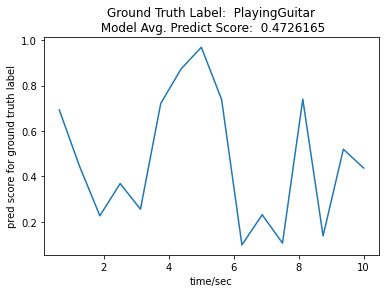 Ground Truth Label:  PlayingGuitar
Model Avg. Predict Score:  0.4726165
1.0
0.8
0.6
0.4
0.2
pred score for ground truth label
2
4
6
8
10
time/sec